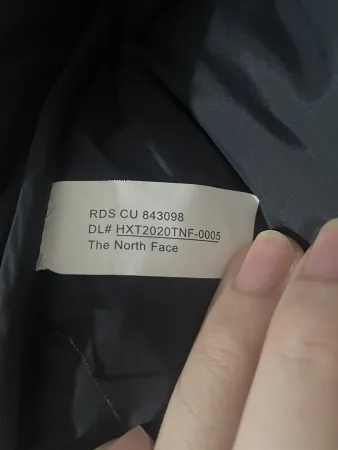 RDS CU 843098
DL# HXT2020TNF-0005
The North Face